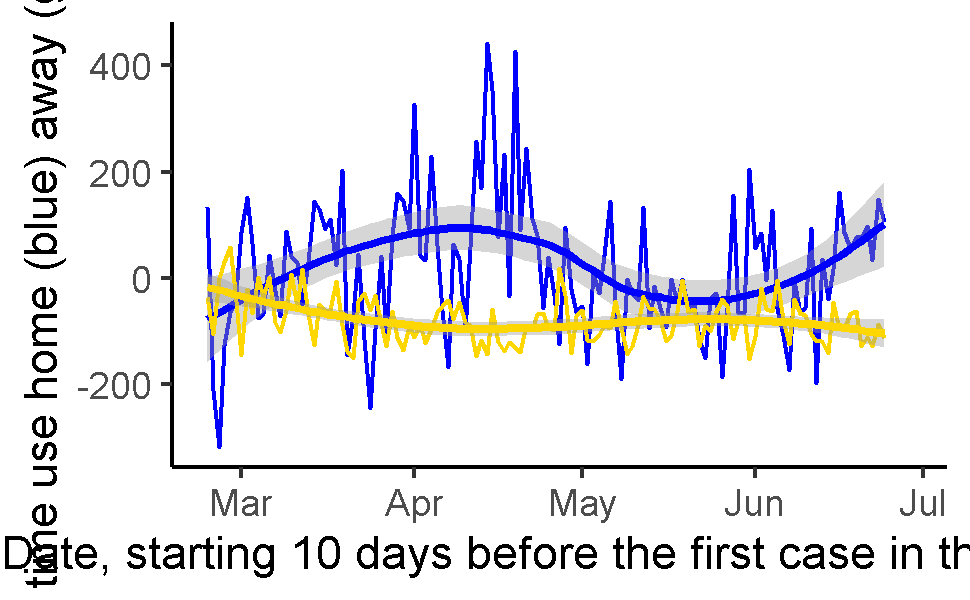 time use home (blue) away (
400
200
0
-200
Mar Apr May Jun Jul
Date, starting 10 days before the first case in th